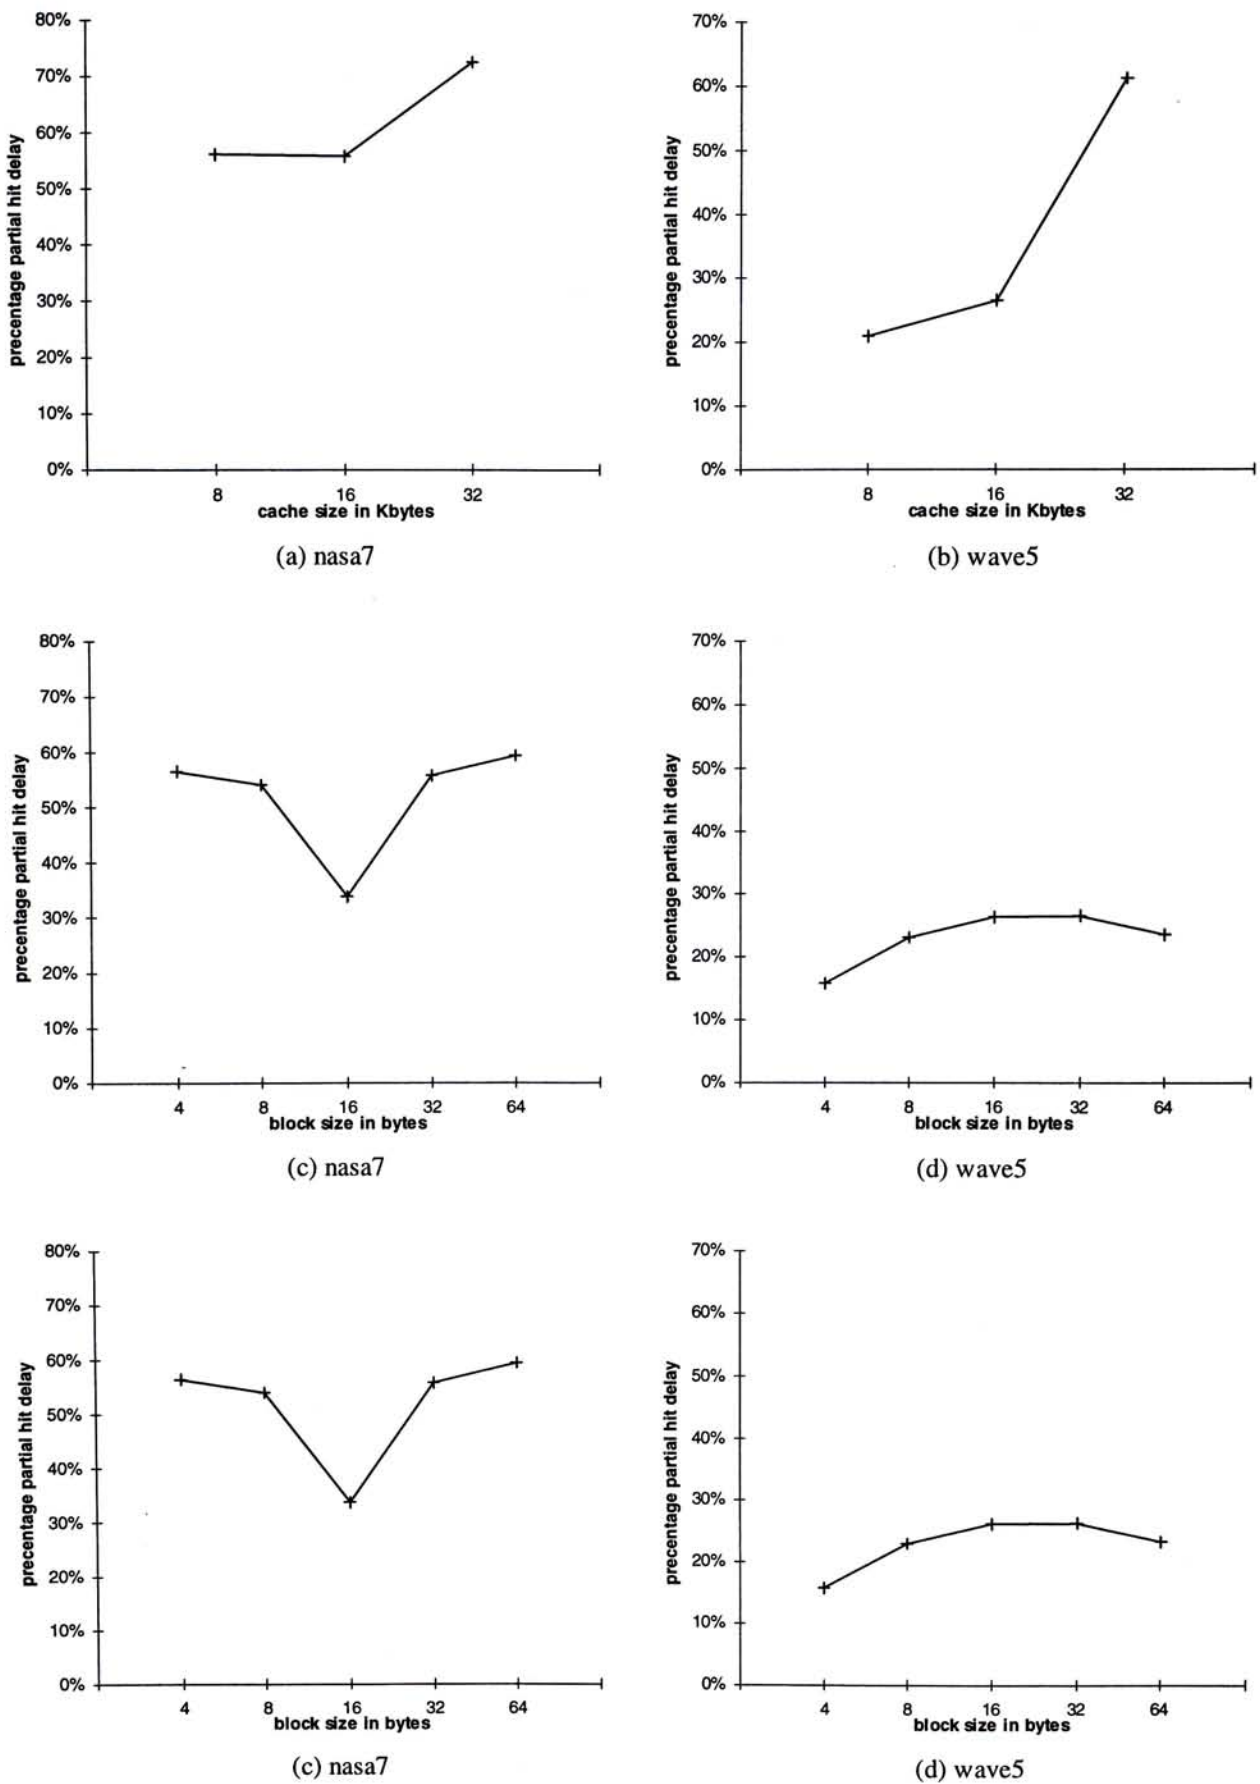 80%
70%
60%
50%
40%
30%
20%
10%
0%
precentage partial hit delay
8 16 32
cache size in Kbytes
(a) nasa7
70%
60%
50%
40%
30%
20%
10%
0%
precentage partial hit delay
8 16 32
cache size in Kbytes
(b) wave5
80%
70%
60%
50%
40%
30%
20%
10%
0%
precentage partial hit delay
4 8 16 32 64
block size in bytes
(c) nasa7
70%
60%
50%
40%
30%
20%
10%
0%
precentage partial hit delay
4 8 16 32 64
block size in bytes
(d) wave5
80%
70%
60%
50%
40%
30%
20%
10%
0%
precentage partial hit delay
4 8 16 32 64
block size in bytes
(c) nasa7
70%
60%
50%
40%
30%
20%
10%
0%
precentage partial hit delay
4 8 16 32 64
block size in bytes
(d) wave5